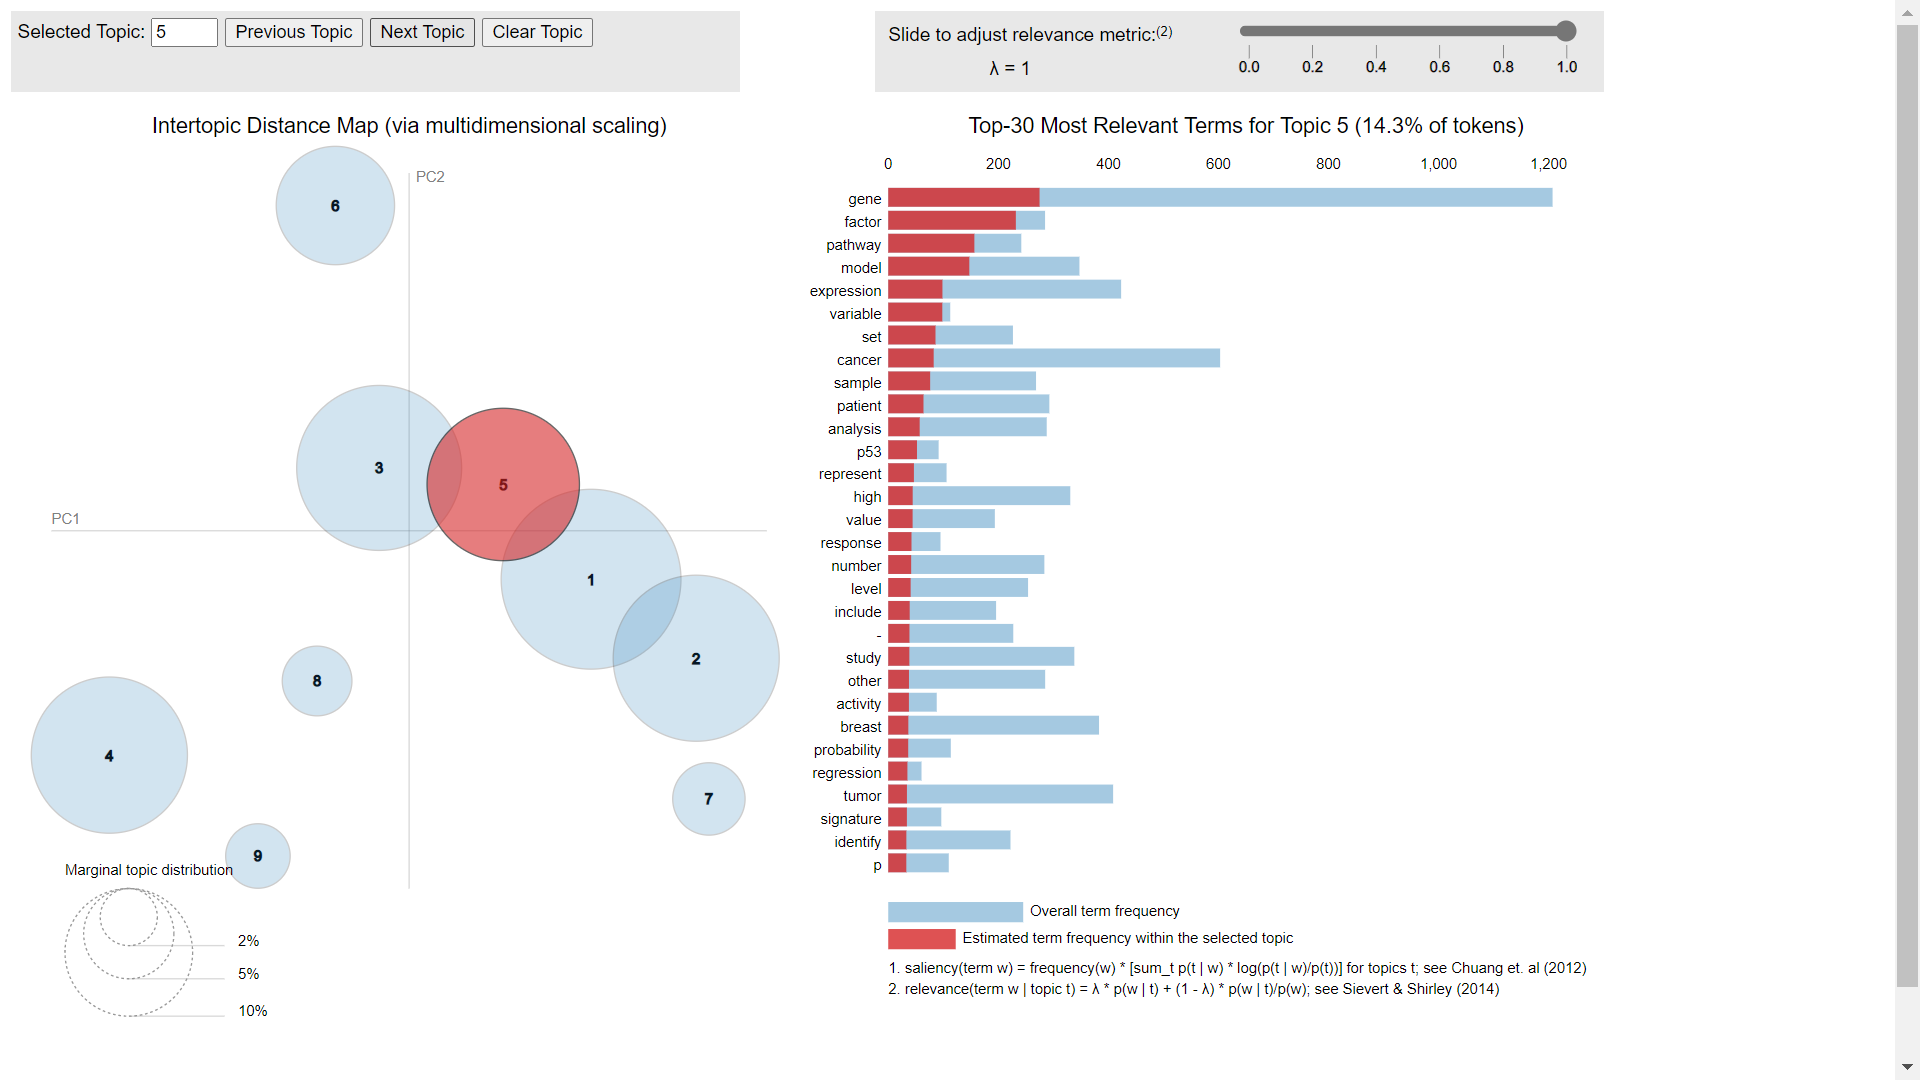 Selected Topic: 5 Previous Topic Next Topic Clear Topic
Slide to adjust relevance metric:(2)
λ = 1
0.0 0.2 0.4 0.6 0.8 1.0
Intertopic Distance Map (via multidimensional scaling)
PC2
PC1
6
3
5
1
2
8
4
7
9
Marginal topic distribution
2%
5%
10%
Top-30 Most Relevant Terms for Topic 5 (14.3% of tokens)
0 200 400 600 800 1,000 1,200
gene
factor
pathway
model
expression
variable
set
cancer
sample
patient
analysis
p53
represent
high
value
response
number
level
include
-
study
other
activity
breast
probability
regression
tumor
signature
identify
p
Overall term frequency
Estimated term frequency within the selected topic
1. saliency(term w) = frequency(w) * [sum_t p(t | w) * log(p(t | w)/p(t))] for topics t; see Chuang et. al (2012)
2. relevance(term w | topic t) = λ * p(w | t) + (1 - λ) * p(w | t)/p(w); see Sievert & Shirley (2014)